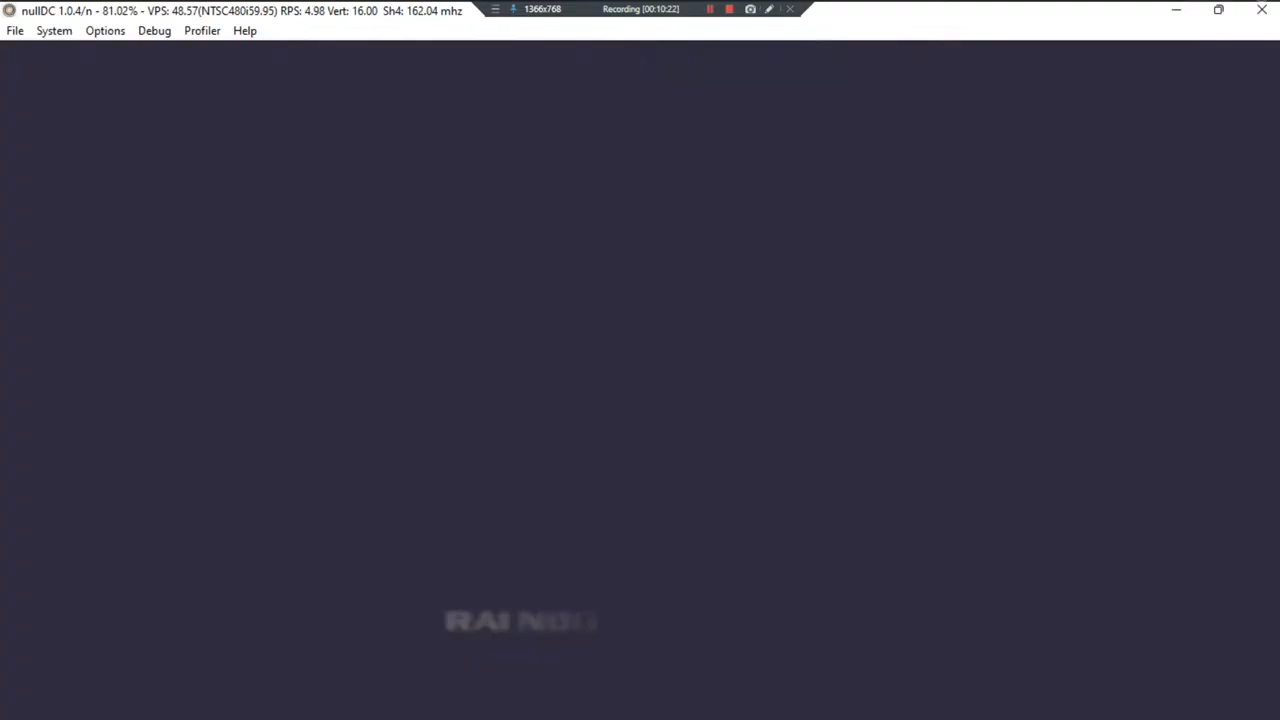 nullDC 1.0.4/n - 81.02% - VPS: 48.57(NTSC480i59.95) RPS: 4.98 Vert: 16.00 Sh4: 162.04 mhz
1366x768 Recording [00:10:22]
File System Options Debug Profiler Help
RAI